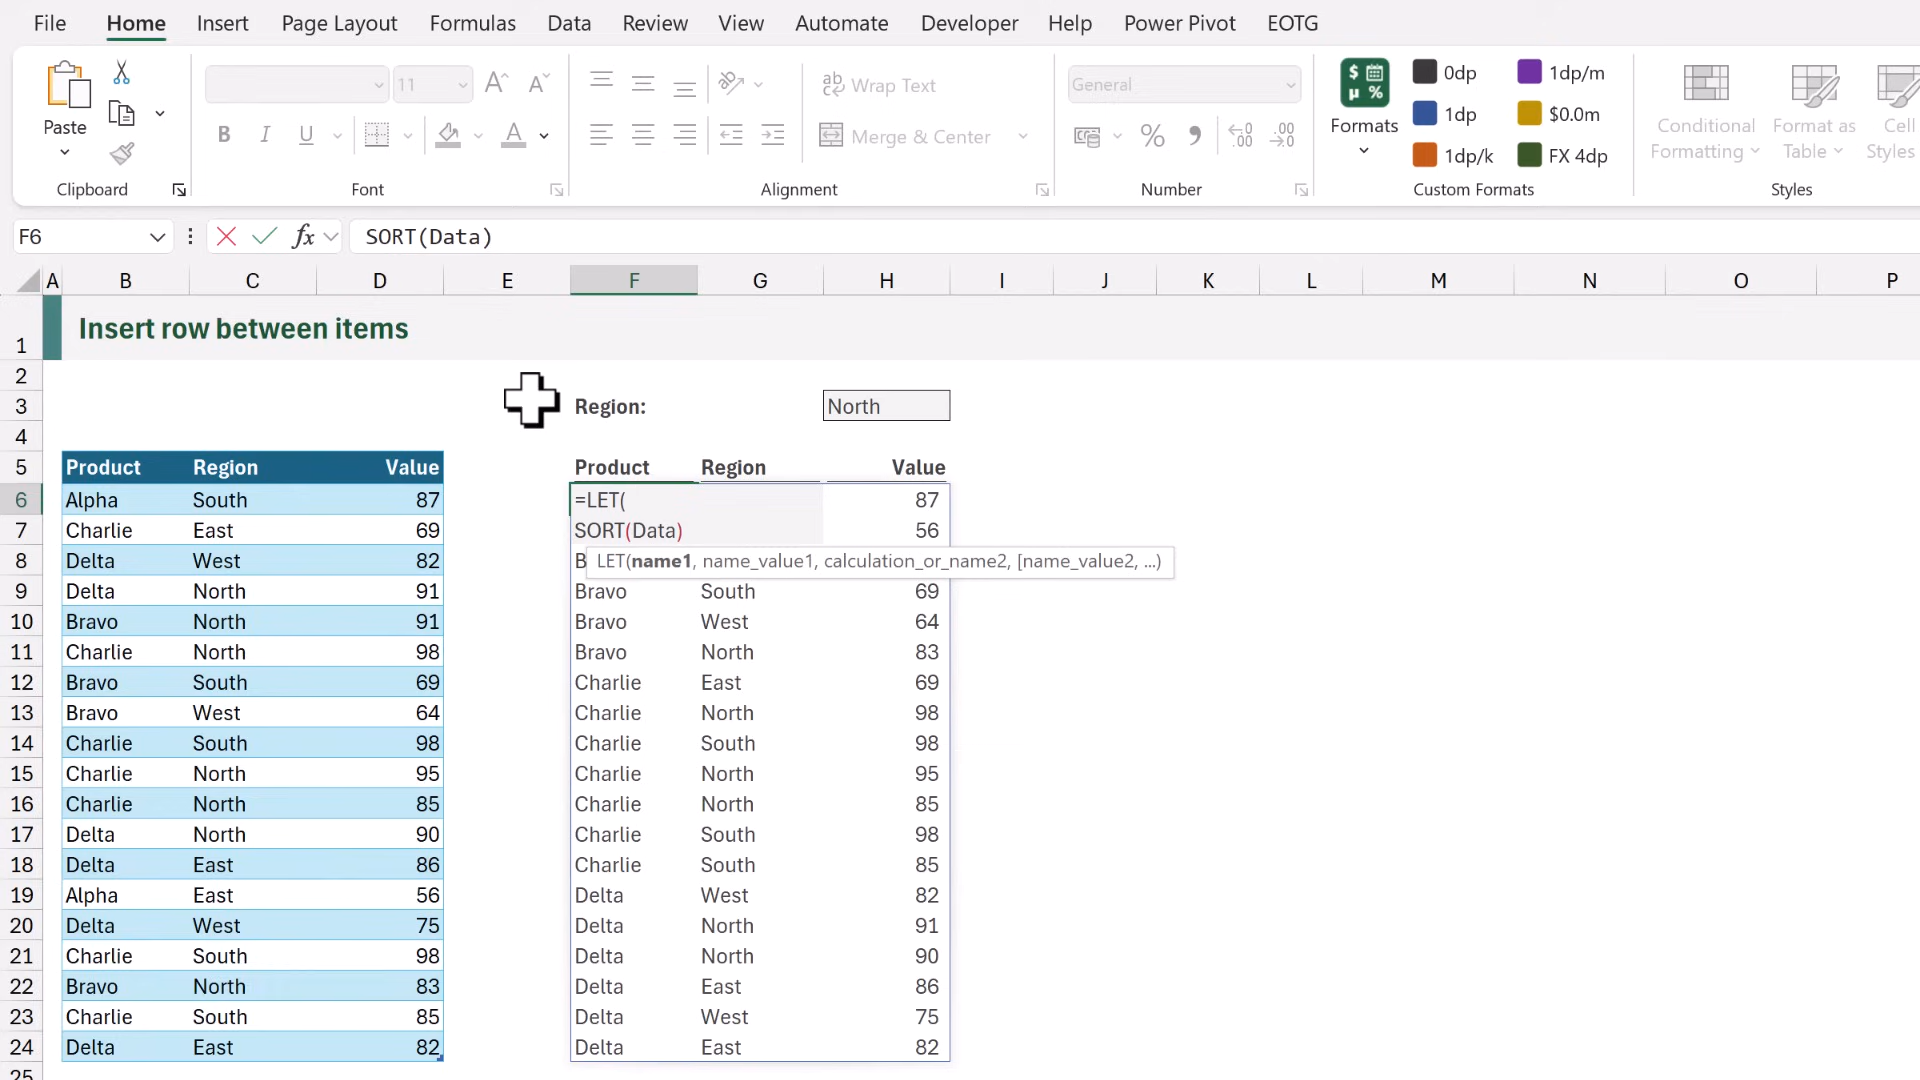 File Home Insert Page Layout Formulas Data Review View Automate Developer Help Power Pivot EOTG
11 ab Wrap Text General $ 0dp 1dp/m
Paste B I U A Merge & Center % Formats 1dp $0.0m Conditional Formatting Format as Table Cell Styles
1dp/k FX 4dp
Clipboard Font Alignment Number Custom Formats Styles
F6 fx SORT(Data)
A B C D E F G H I J K L M N O P
1 Insert row between items
2
3 Region: North
4
5 Product Region Value Product Region Value
6 Alpha South 87 =LET( 87
7 Charlie East 69 SORT(Data) 56
8 Delta West 82 B LET(name1, name_value1, calculation_or_name2, [name_value2, ...)
9 Delta North 91 Bravo South 69
10 Bravo North 91 Bravo West 64
11 Charlie North 98 Bravo North 83
12 Bravo South 69 Charlie East 69
13 Bravo West 64 Charlie North 98
14 Charlie South 98 Charlie South 98
15 Charlie North 95 Charlie North 95
16 Charlie North 85 Charlie North 85
17 Delta North 90 Charlie South 98
18 Delta East 86 Charlie South 85
19 Alpha East 56 Delta West 82
20 Delta West 75 Delta North 91
21 Charlie South 98 Delta North 90
22 Bravo North 83 Delta East 86
23 Charlie South 85 Delta West 75
24 Delta East 82 Delta East 82
25